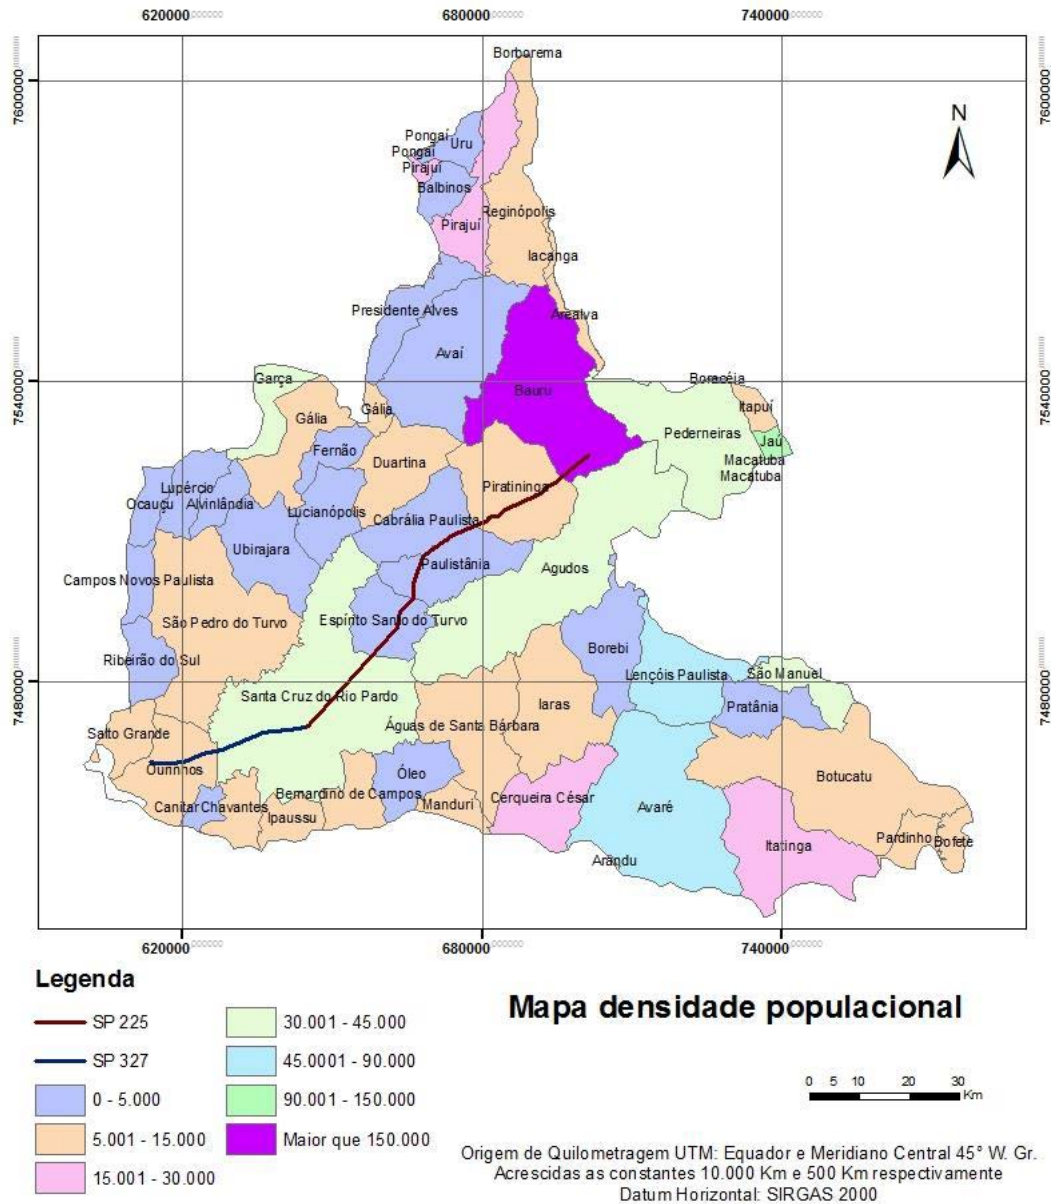 620000 680000 740000
7600000
7600000
Borborema
N
Pongaí
Uru
Pongaí
Pirajuí
Balbinos
Reginópolis
Pirajuí
Iacanga
Presidente Alves
Arealva
Avaí
7540000
7540000
Garça
Boracéia
Bauru
Gália
Itapuí
Gália
Pederneiras
Jaú
Fernão
Duartina
Macatuba
Macatuba
Lupércio
Piratininga
Ocauçu
Alvinlândia
Lucianópolis
Cabrália Paulista
Ubirajara
Paulistânia
Agudos
Campos Novos Paulista
São Pedro do Turvo
Espírito Santo do Turvo
Borebi
Ribeirão do Sul
Lençóis Paulista
São Manuel
7480000
7480000
Santa Cruz do Rio Pardo
Iaras
Pratânia
Águas de Santa Bárbara
Salto Grande
Ourinhos
Óleo
Botucatu
Bernardino de Campos
Cerqueira César
Canitar
Chavantes
Manduri
Avaré
Ipaussu
Pardinho
Bofete
Itatinga
Arandu
620000 680000 740000
Legenda
SP 225
SP 327
0 - 5.000
5.001 - 15.000
15.001 - 30.000
30.001 - 45.000
45.0001 - 90.000
90.001 - 150.000
Maior que 150.000
Mapa densidade populacional
0 5 10 20 30
Km
Origem de Quilometragem UTM: Equador e Meridiano Central 45° W. Gr.
Acrescidas as constantes 10.000 Km e 500 Km respectivamente
Datum Horizontal: SIRGAS 2000